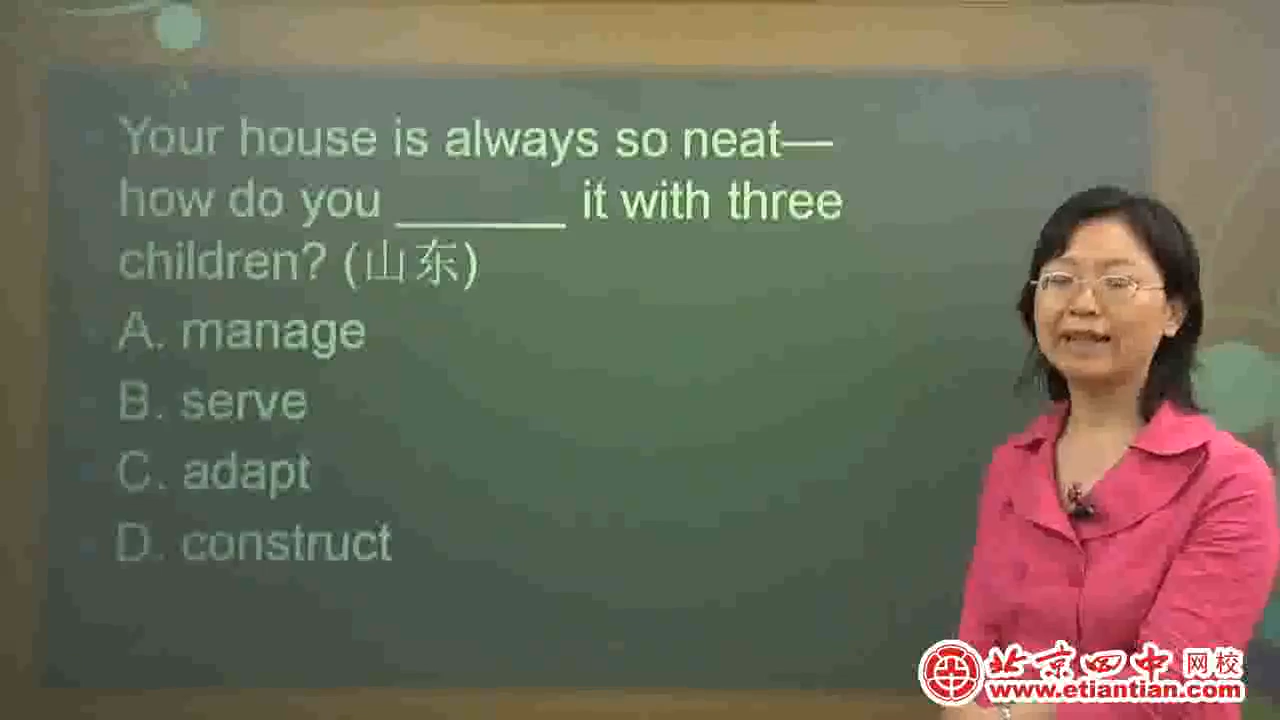 Your house is always so neat—
how do you ______ it with three
children? (山东)
A. manage
B. serve
C. adapt
D. construct
北京四中网校
www.etiantian.com